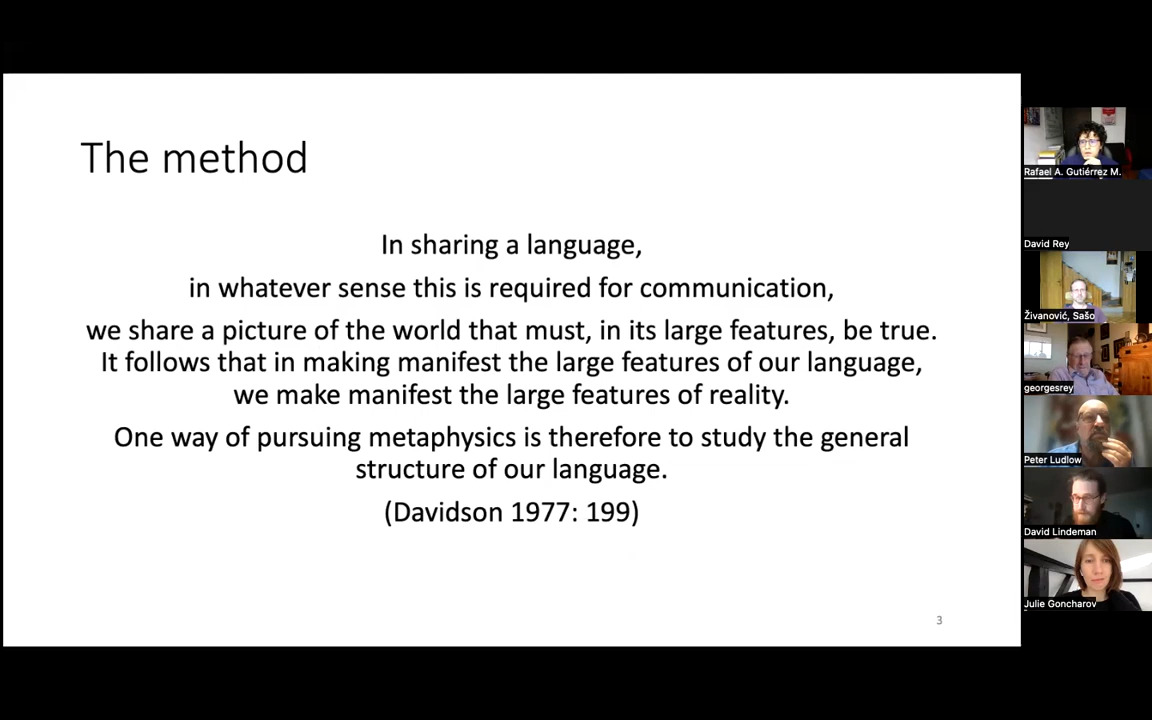 The method
In sharing a language,
in whatever sense this is required for communication,
we share a picture of the world that must, in its large features, be true.
It follows that in making manifest the large features of our language,
we make manifest the large features of reality.
One way of pursuing metaphysics is therefore to study the general
structure of our language.
(Davidson 1977: 199)
3
Rafael A. Gutiérrez M.
David Rey
Živanović, Sašo
georgesrey
Peter Ludlow
David Lindeman
Julie Goncharov